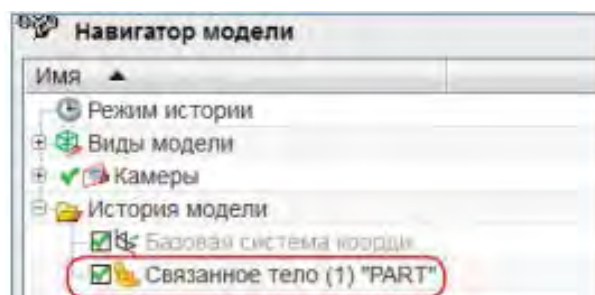 Навигатор модели
Имя
Режим истории
Виды модели
Камеры
История модели
Базовая система коорди
Связанное тело (1) "PART"